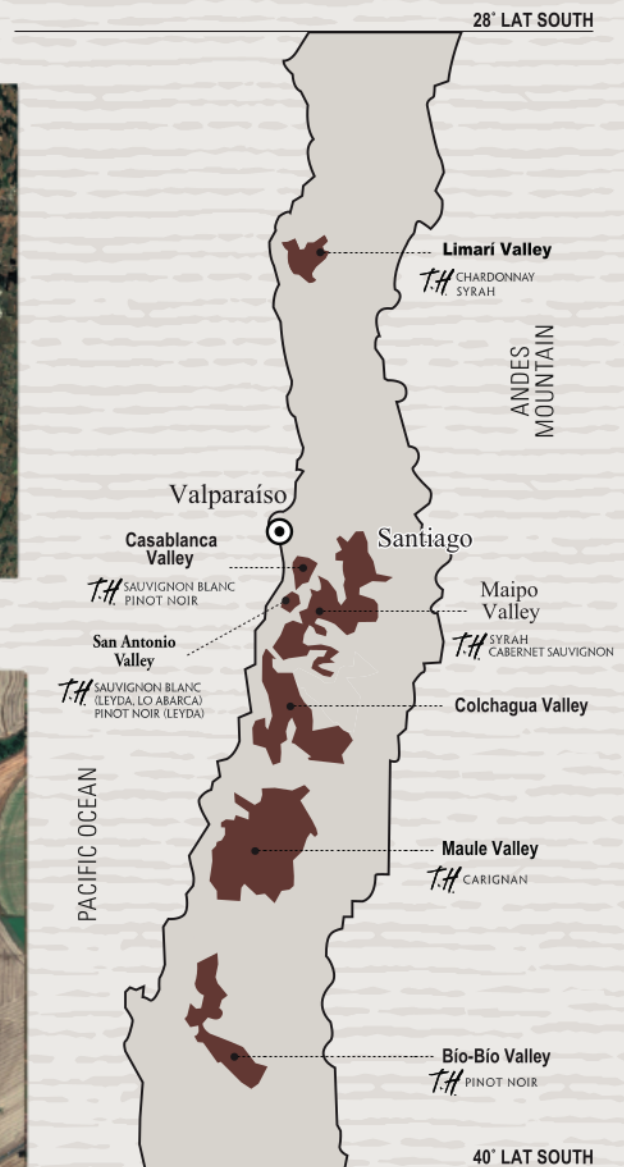 28° LAT SOUTH
Limarí Valley
T.H. CHARDONNAY
SYRAH
ANDES
MOUNTAIN
Valparaíso
Santiago
Casablanca
Valley
T.H. SAUVIGNON BLANC
PINOT NOIR
Maipo
Valley
T.H. SYRAH
CABERNET SAUVIGNON
San Antonio
Valley
T.H. SAUVIGNON BLANC
(LEYDA, LO ABARCA)
PINOT NOIR (LEYDA)
Colchagua Valley
PACIFIC OCEAN
Maule Valley
T.H. CARIGNAN
Bío-Bío Valley
T.H. PINOT NOIR
40° LAT SOUTH